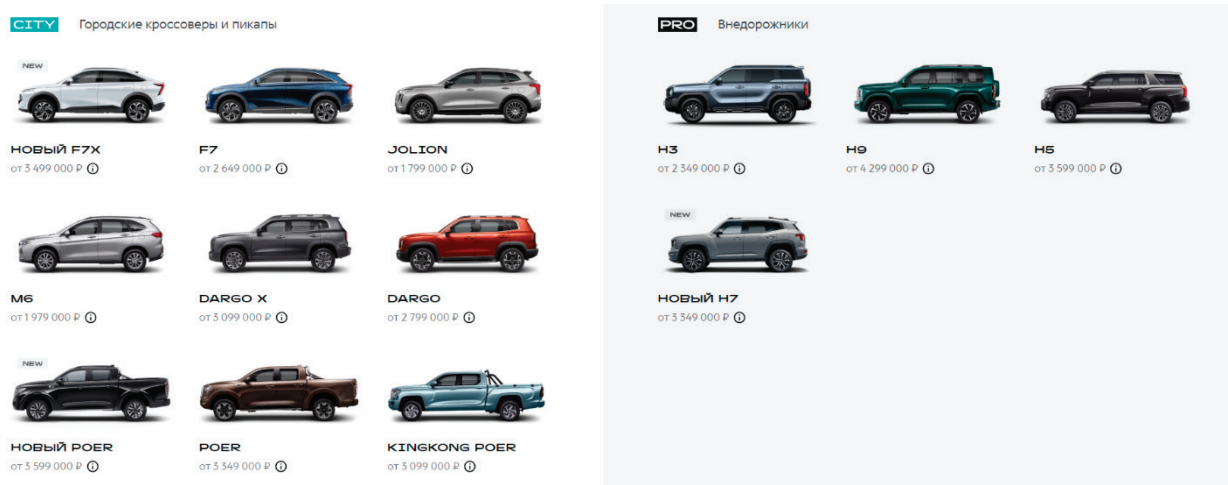 CITY Городские кроссоверы и пикапы
NEW
НОВЫЙ F7X
от 3 499 000 ₽
F7
от 2 649 000 ₽
JOLION
от 1 799 000 ₽
M6
от 1 979 000 ₽
DARGO X
от 3 099 000 ₽
DARGO
от 2 799 000 ₽
NEW
НОВЫЙ POER
от 3 599 000 ₽
POER
от 3 349 000 ₽
KINGKONG POER
от 3 099 000 ₽
PRO Внедорожники
H3
от 2 349 000 ₽
H9
от 4 299 000 ₽
H5
от 3 599 000 ₽
NEW
НОВЫЙ H7
от 3 349 000 ₽